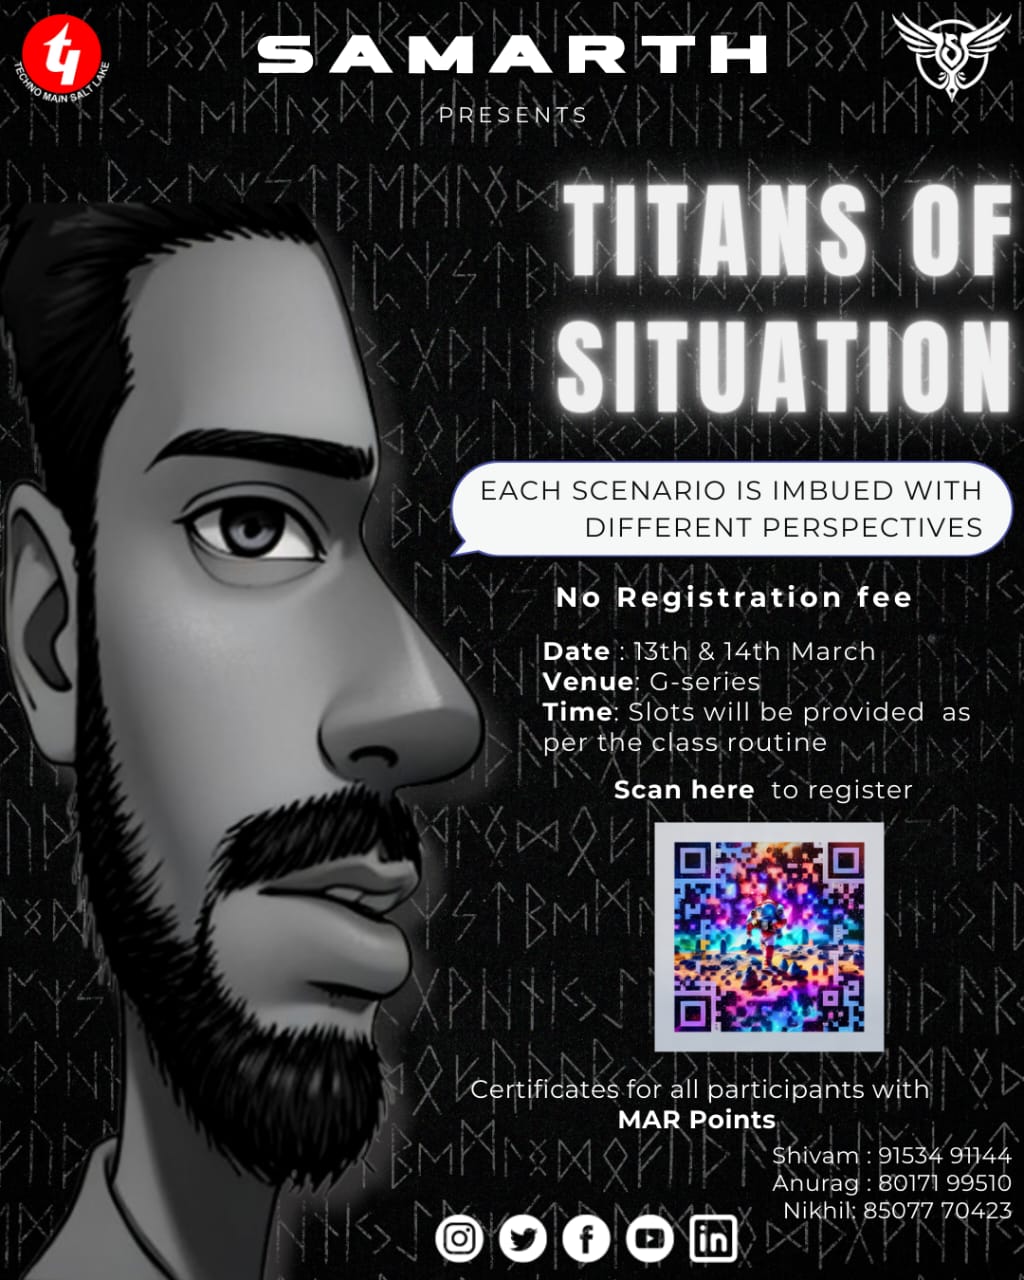 TECHNO MAIN SALT LAKE
SAMARTH
PRESENTS
TITANS OF
SITUATION
EACH SCENARIO IS IMBUED WITH
DIFFERENT PERSPECTIVES
No Registration fee
Date : 13th & 14th March
Venue: G-series
Time: Slots will be provided as
per the class routine
Scan here to register
Certificates for all participants with
MAR Points
Shivam : 91534 91144
Anurag : 80171 99510
Nikhil: 85077 70423